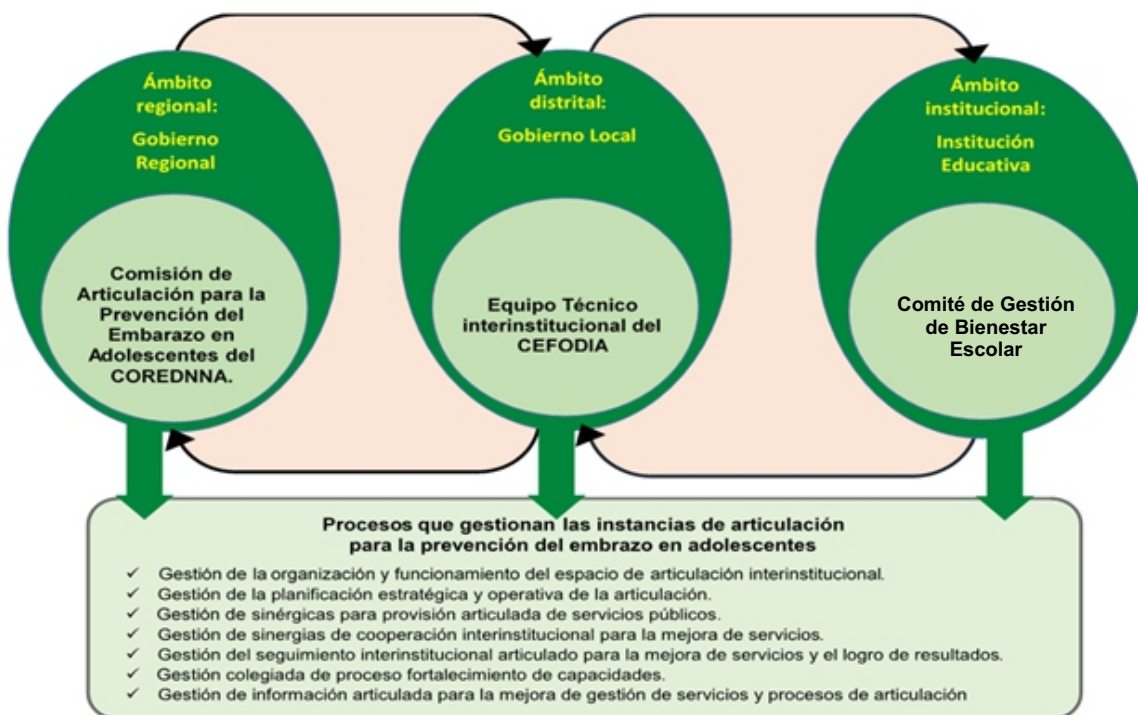 Ámbito
regional:
Gobierno
Regional
Comisión de
Articulación para la
Prevención del
Embarazo en
Adolescentes del
COREDNNA.
Ámbito
distrital:
Gobierno Local
Equipo Técnico
interinstitucional del
CEFODIA
Ámbito
institucional:
Institución
Educativa
Comité de Gestión
de Bienestar
Escolar
Procesos que gestionan las instancias de articulación
para la prevención del embrazo en adolescentes
✓ Gestión de la organización y funcionamiento del espacio de articulación interinstitucional.
✓ Gestión de la planificación estratégica y operativa de la articulación.
✓ Gestión de sinérgicas para provisión articulada de servicios públicos.
✓ Gestión de sinergias de cooperación interinstitucional para la mejora de servicios.
✓ Gestión del seguimiento interinstitucional articulado para la mejora de servicios y el logro de resultados.
✓ Gestión colegiada de proceso fortalecimiento de capacidades.
✓ Gestión de información articulada para la mejora de gestión de servicios y procesos de articulación